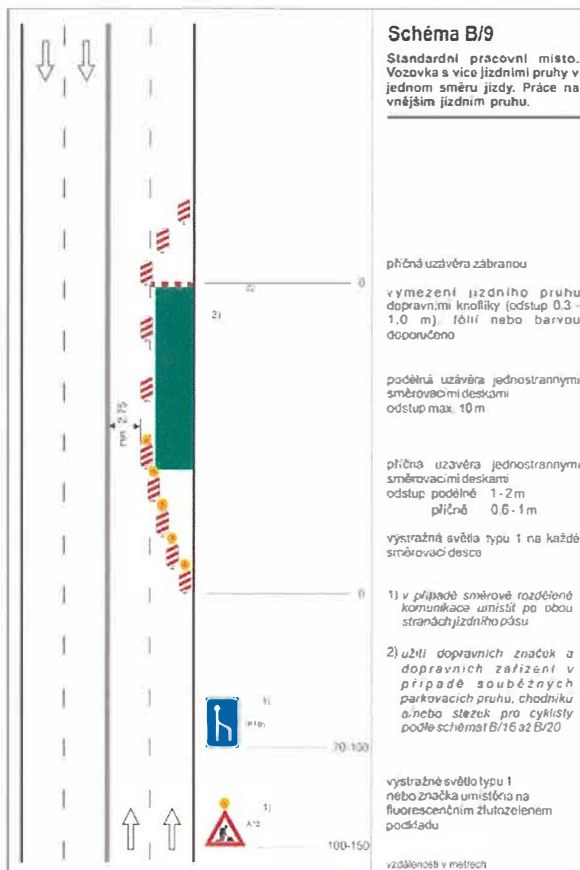 Schéma B/9
Standardní pracovní místo.
Vozovka s více jízdními pruhy v
jednom směru jízdy. Práce na
vnějším jízdním pruhu.
příčná uzávěra zábranou
0
vymezení jízdního pruhu
dopravními knoflíky (odstup 0.3 -
1.0 m), fólií nebo barvou
doporučeno
2)
podélná uzávěra jednostrannými
směrovacími deskami
odstup max. 10 m
min. 2.75
příčná uzávěra jednostrannými
směrovacími deskami
odstup podélně 1 - 2 m
příčně 0.6 - 1 m
výstražná světla typu 1 na každé
směrovací desce
0
1) v případě směrově rozdělené
komunikace umístit po obou
stranách jízdního pásu
2) užití dopravních značek a
dopravních zařízení v
případě souběžných
parkovacích pruhu, chodníku
a/nebo stezek pro cyklisty
podle schémat B/16 až B/20
1)
70-100
výstražné světlo typu 1
nebo značka umístěna na
fluorescenčním žlutozeleném
podkladu
1)
A15
100-150
vzdálenosti v metrech